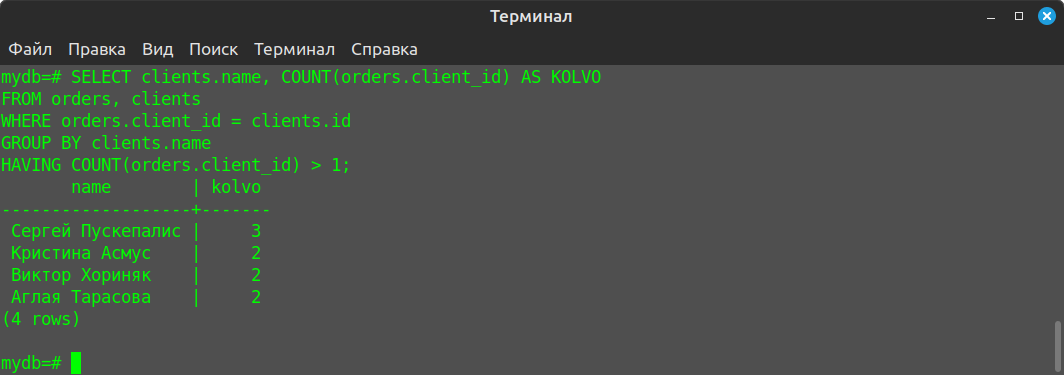 Терминал
Файл Правка Вид Поиск Терминал Справка
mydb=# SELECT clients.name, COUNT(orders.client_id) AS KOLVO
FROM orders, clients
WHERE orders.client_id = clients.id
GROUP BY clients.name
HAVING COUNT(orders.client_id) > 1;
       name        | kolvo
-------------------+-------
 Сергей Пускепалис |     3
 Кристина Асмус    |     2
 Виктор Хориняк    |     2
 Аглая Тарасова    |     2
(4 rows)
mydb=#